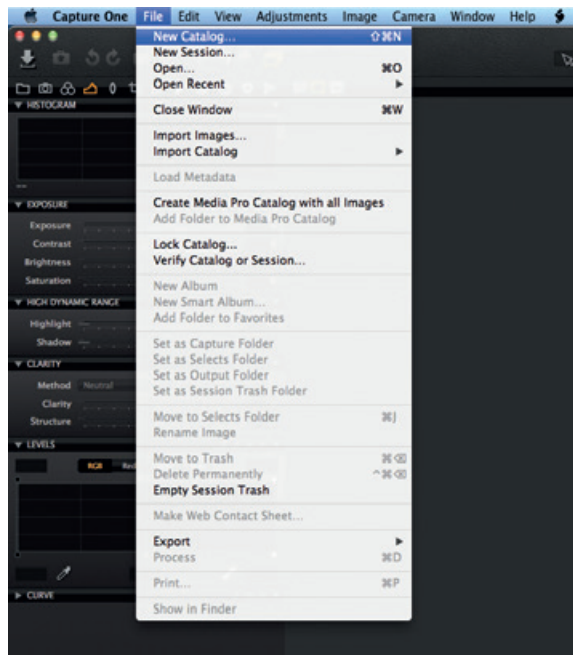 Capture One File Edit View Adjustments Image Camera Window Help
New Catalog... ⇧⌘N
New Session...
Open... ⌘O
Open Recent ▶
Close Window ⌘W
Import Images...
Import Catalog ▶
Load Metadata
Create Media Pro Catalog with all Images
Add Folder to Media Pro Catalog
Lock Catalog...
Verify Catalog or Session...
New Album
New Smart Album...
Add Folder to Favorites
Set as Capture Folder
Set as Selects Folder
Set as Output Folder
Set as Session Trash Folder
Move to Selects Folder ⌘J
Rename Image
Move to Trash ⌘⌫
Delete Permanently ^⌘⌫
Empty Session Trash
Make Web Contact Sheet...
Export ▶
Process ⌘D
Print... ⌘P
Show in Finder
HISTOGRAM
--
EXPOSURE
Exposure
Contrast
Brightness
Saturation
HIGH DYNAMIC RANGE
Highlight
Shadow
CLARITY
Method Neutral
Clarity
Structure
LEVELS
RGB Red
CURVE